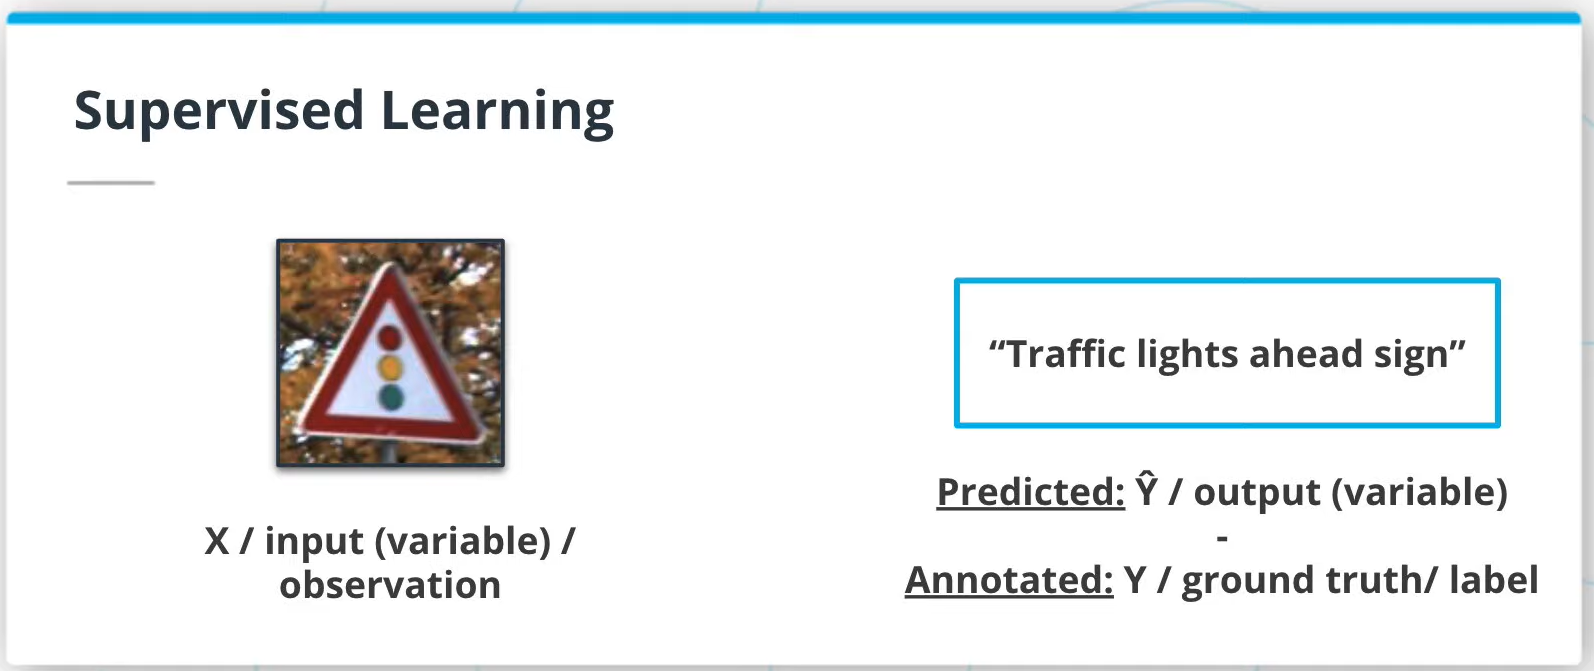 Supervised Learning
“Traffic lights ahead sign”
X / input (variable) /
observation
Predicted: Ŷ / output (variable)
-
Annotated: Y / ground truth/ label